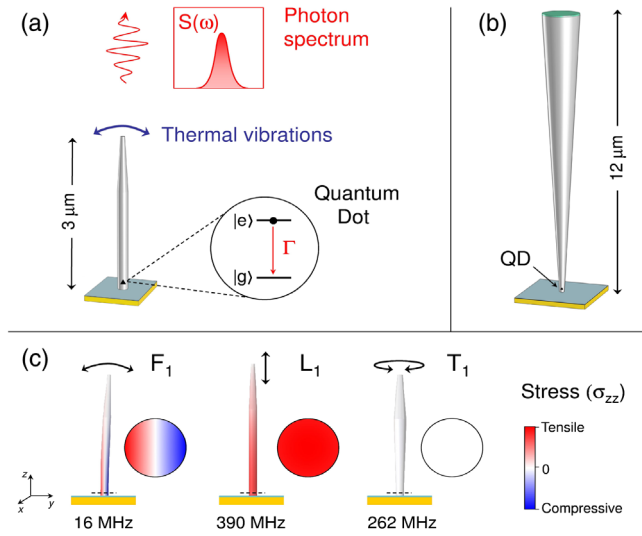 (a)
S(ω)
Photon
spectrum
Thermal vibrations
3 μm
Quantum
Dot
|e⟩
Γ
|g⟩
(b)
12 μm
QD
(c)
F₁
L₁
T₁
Stress (σzz)
Tensile
0
Compressive
z
x
y
16 MHz
390 MHz
262 MHz